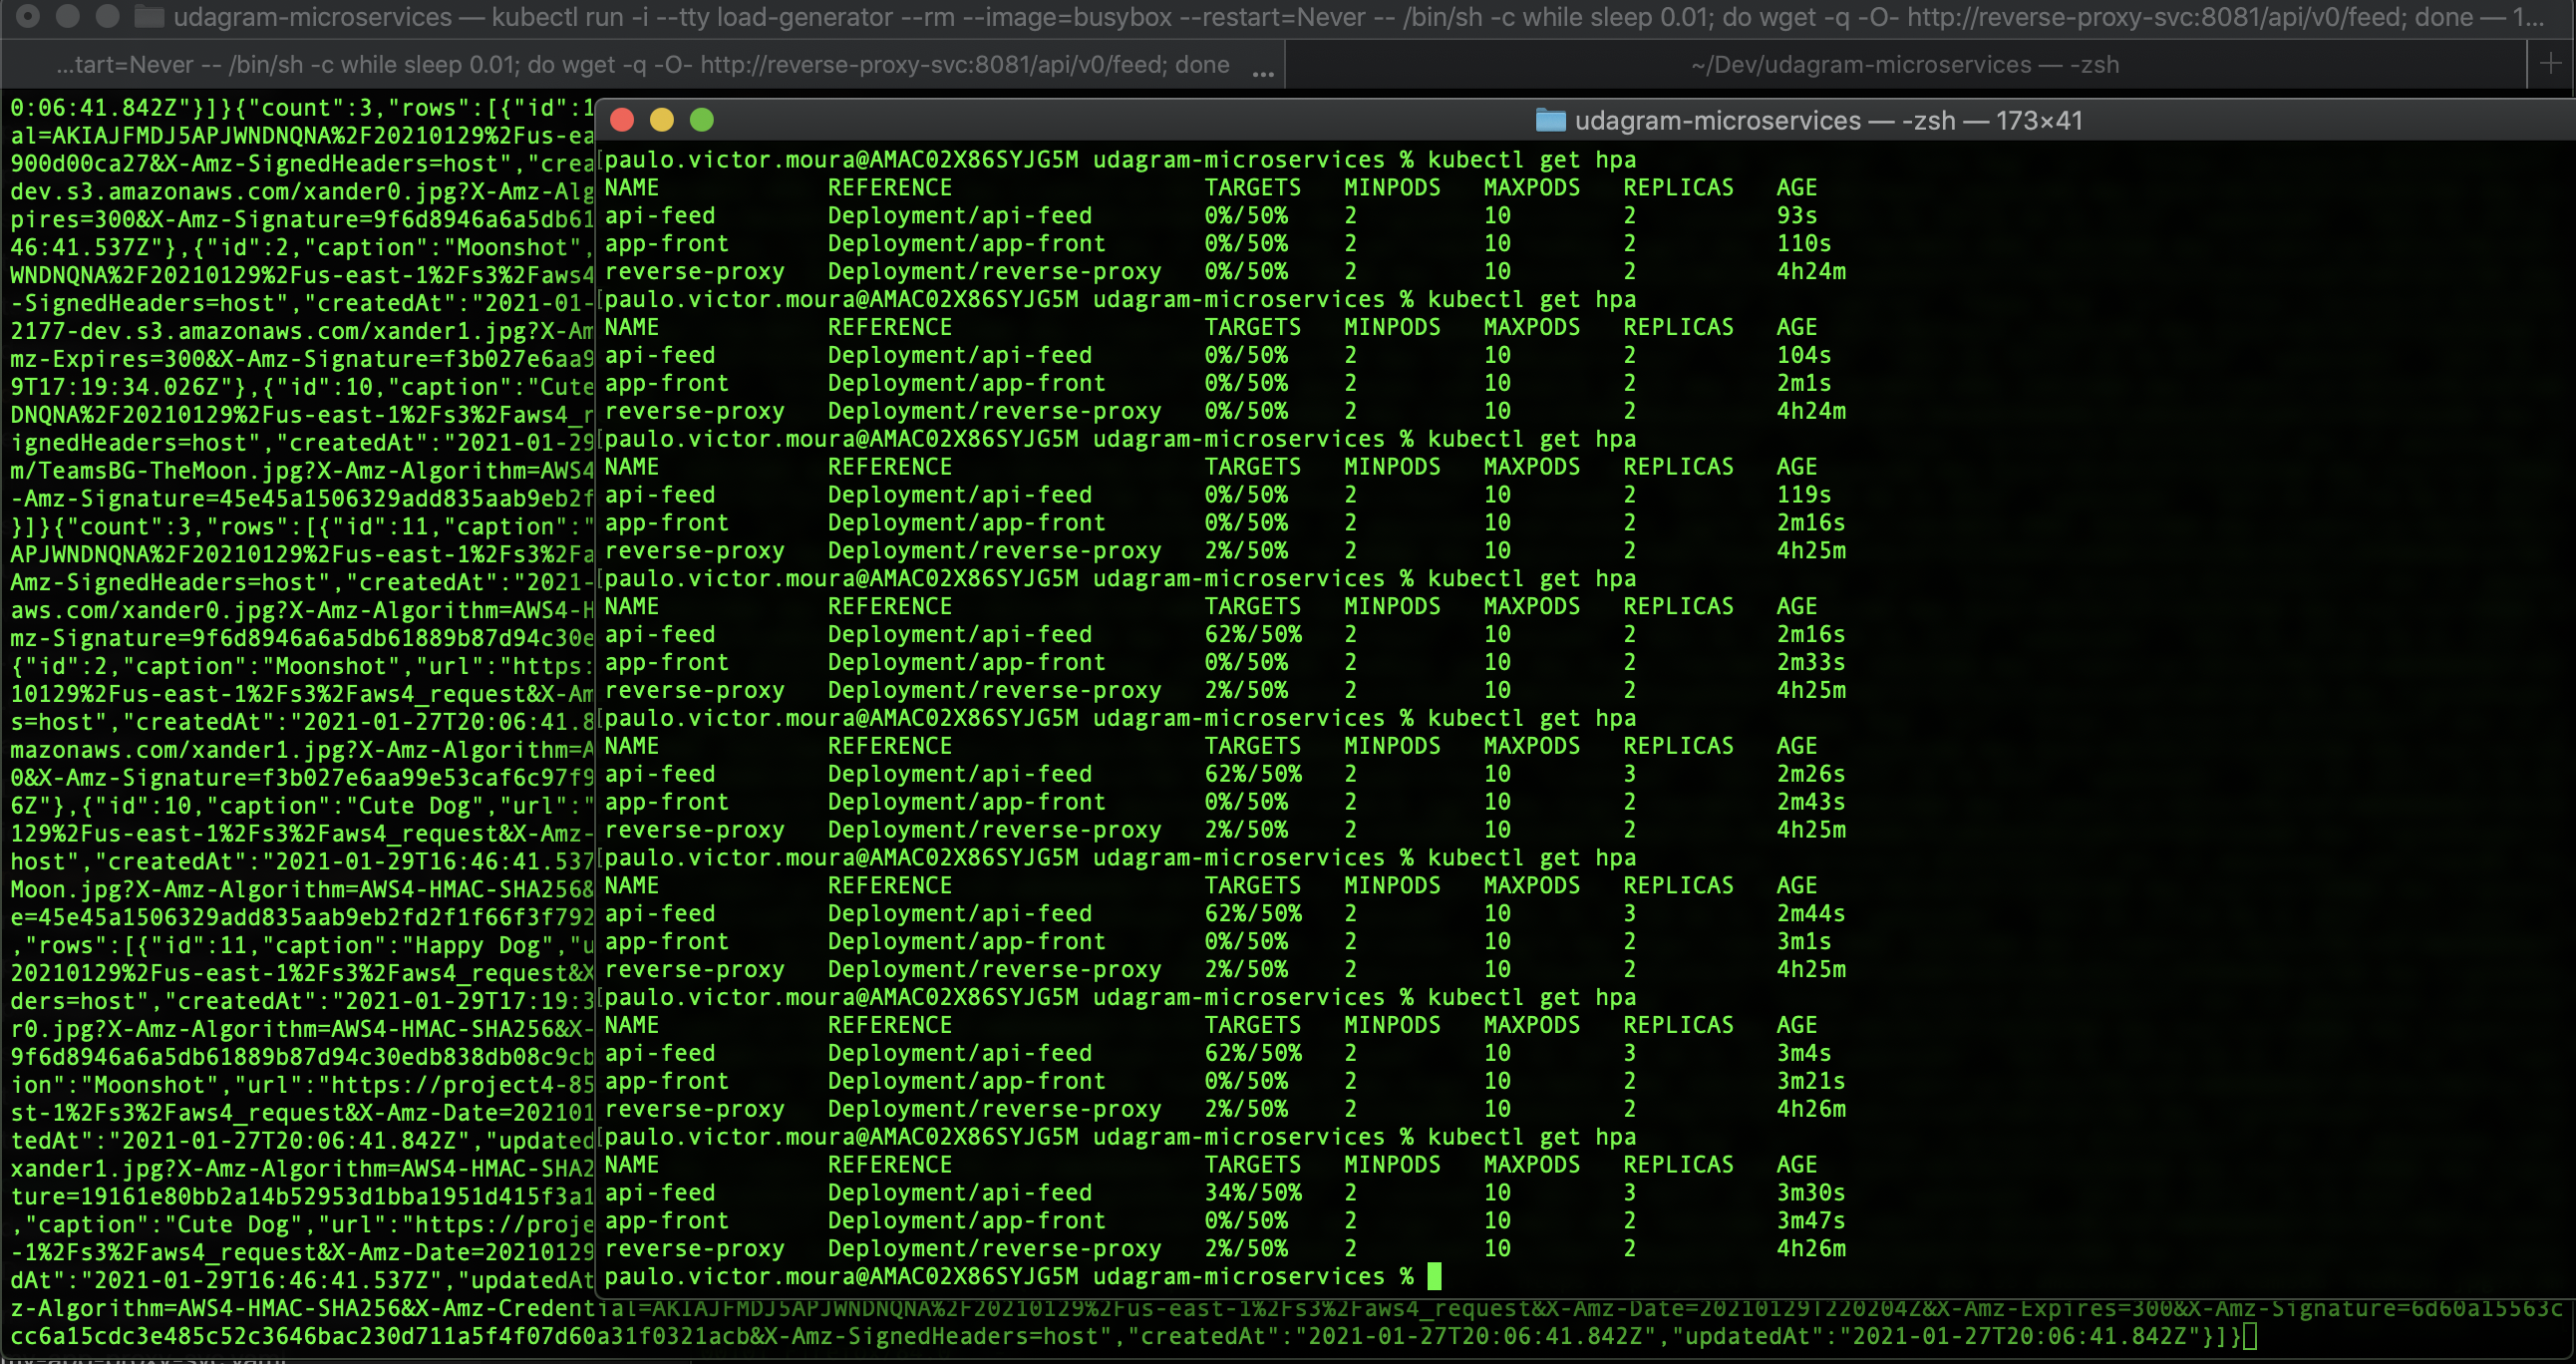 udagram-microservices — kubectl run -i --tty load-generator --rm --image=busybox --restart=Never -- /bin/sh -c while sleep 0.01; do wget -q -O- http://reverse-proxy-svc:8081/api/v0/feed; done — 1...
...tart=Never -- /bin/sh -c while sleep 0.01; do wget -q -O- http://reverse-proxy-svc:8081/api/v0/feed; done ...
~/Dev/udagram-microservices — -zsh +
0:06:41.842Z"}]}{"count":3,"rows":[{"id":1
al=AKIAJFMDJ5APJWNDNQNA%2F20210129%2Fus-ea
900d00ca27&X-Amz-SignedHeaders=host","crea
dev.s3.amazonaws.com/xander0.jpg?X-Amz-Alg
pires=300&X-Amz-Signature=9f6d8946a6a5db61
46:41.537Z"},{"id":2,"caption":"Moonshot",
WNDNQNA%2F20210129%2Fus-east-1%2Fs3%2Faws4
-SignedHeaders=host","createdAt":"2021-01-
2177-dev.s3.amazonaws.com/xander1.jpg?X-Am
mz-Expires=300&X-Amz-Signature=f3b027e6aa9
9T17:19:34.026Z"},{"id":10,"caption":"Cute
DNQNA%2F20210129%2Fus-east-1%2Fs3%2Faws4_r
ignedHeaders=host","createdAt":"2021-01-29
m/TeamsBG-TheMoon.jpg?X-Amz-Algorithm=AWS4
-Amz-Signature=45e45a1506329add835aab9eb2f
}]}{"count":3,"rows":[{"id":11,"caption":"
APJWNDNQNA%2F20210129%2Fus-east-1%2Fs3%2Fa
Amz-SignedHeaders=host","createdAt":"2021-
aws.com/xander0.jpg?X-Amz-Algorithm=AWS4-H
mz-Signature=9f6d8946a6a5db61889b87d94c30e
{"id":2,"caption":"Moonshot","url":"https:
10129%2Fus-east-1%2Fs3%2Faws4_request&X-Am
s=host","createdAt":"2021-01-27T20:06:41.8
mazonaws.com/xander1.jpg?X-Amz-Algorithm=A
0&X-Amz-Signature=f3b027e6aa99e53caf6c97f9
6Z"},{"id":10,"caption":"Cute Dog","url":"
129%2Fus-east-1%2Fs3%2Faws4_request&X-Amz-
host","createdAt":"2021-01-29T16:46:41.537
Moon.jpg?X-Amz-Algorithm=AWS4-HMAC-SHA256&
e=45e45a1506329add835aab9eb2fd2f1f66f3f792
,"rows":[{"id":11,"caption":"Happy Dog","u
20210129%2Fus-east-1%2Fs3%2Faws4_request&X
ders=host","createdAt":"2021-01-29T17:19:3
r0.jpg?X-Amz-Algorithm=AWS4-HMAC-SHA256&X-
9f6d8946a6a5db61889b87d94c30edb838db08c9cb
ion":"Moonshot","url":"https://project4-85
st-1%2Fs3%2Faws4_request&X-Amz-Date=202101
tedAt":"2021-01-27T20:06:41.842Z","updated
xander1.jpg?X-Amz-Algorithm=AWS4-HMAC-SHA2
ture=19161e80bb2a14b52953d1bba1951d415f3a1
,"caption":"Cute Dog","url":"https://proje
-1%2Fs3%2Faws4_request&X-Amz-Date=20210129
dAt":"2021-01-29T16:46:41.537Z","updatedAt
z-Algorithm=AWS4-HMAC-SHA256&X-Amz-Credential=AKIAJFMDJ5APJWNDNQNA%2F20210129%2Fus-east-1%2Fs3%2Faws4_request&X-Amz-Date=20210129T220204Z&X-Amz-Expires=300&X-Amz-Signature=6d60a15563c
cc6a15cdc3e485c52c3646bac230d711a5f4f07d60a31f0321acb&X-Amz-SignedHeaders=host","createdAt":"2021-01-27T20:06:41.842Z","updatedAt":"2021-01-27T20:06:41.842Z"}]}
udagram-microservices — -zsh — 173×41
[paulo.victor.moura@AMAC02X86SYJG5M udagram-microservices % kubectl get hpa
NAME REFERENCE TARGETS MINPODS MAXPODS REPLICAS AGE
api-feed Deployment/api-feed 0%/50% 2 10 2 93s
app-front Deployment/app-front 0%/50% 2 10 2 110s
reverse-proxy Deployment/reverse-proxy 0%/50% 2 10 2 4h24m
[paulo.victor.moura@AMAC02X86SYJG5M udagram-microservices % kubectl get hpa
NAME REFERENCE TARGETS MINPODS MAXPODS REPLICAS AGE
api-feed Deployment/api-feed 0%/50% 2 10 2 104s
app-front Deployment/app-front 0%/50% 2 10 2 2m1s
reverse-proxy Deployment/reverse-proxy 0%/50% 2 10 2 4h24m
[paulo.victor.moura@AMAC02X86SYJG5M udagram-microservices % kubectl get hpa
NAME REFERENCE TARGETS MINPODS MAXPODS REPLICAS AGE
api-feed Deployment/api-feed 0%/50% 2 10 2 119s
app-front Deployment/app-front 0%/50% 2 10 2 2m16s
reverse-proxy Deployment/reverse-proxy 2%/50% 2 10 2 4h25m
[paulo.victor.moura@AMAC02X86SYJG5M udagram-microservices % kubectl get hpa
NAME REFERENCE TARGETS MINPODS MAXPODS REPLICAS AGE
api-feed Deployment/api-feed 62%/50% 2 10 2 2m16s
app-front Deployment/app-front 0%/50% 2 10 2 2m33s
reverse-proxy Deployment/reverse-proxy 2%/50% 2 10 2 4h25m
[paulo.victor.moura@AMAC02X86SYJG5M udagram-microservices % kubectl get hpa
NAME REFERENCE TARGETS MINPODS MAXPODS REPLICAS AGE
api-feed Deployment/api-feed 62%/50% 2 10 3 2m26s
app-front Deployment/app-front 0%/50% 2 10 2 2m43s
reverse-proxy Deployment/reverse-proxy 2%/50% 2 10 2 4h25m
[paulo.victor.moura@AMAC02X86SYJG5M udagram-microservices % kubectl get hpa
NAME REFERENCE TARGETS MINPODS MAXPODS REPLICAS AGE
api-feed Deployment/api-feed 62%/50% 2 10 3 2m44s
app-front Deployment/app-front 0%/50% 2 10 2 3m1s
reverse-proxy Deployment/reverse-proxy 2%/50% 2 10 2 4h25m
[paulo.victor.moura@AMAC02X86SYJG5M udagram-microservices % kubectl get hpa
NAME REFERENCE TARGETS MINPODS MAXPODS REPLICAS AGE
api-feed Deployment/api-feed 62%/50% 2 10 3 3m4s
app-front Deployment/app-front 0%/50% 2 10 2 3m21s
reverse-proxy Deployment/reverse-proxy 2%/50% 2 10 2 4h26m
[paulo.victor.moura@AMAC02X86SYJG5M udagram-microservices % kubectl get hpa
NAME REFERENCE TARGETS MINPODS MAXPODS REPLICAS AGE
api-feed Deployment/api-feed 34%/50% 2 10 3 3m30s
app-front Deployment/app-front 0%/50% 2 10 2 3m47s
reverse-proxy Deployment/reverse-proxy 2%/50% 2 10 2 4h26m
paulo.victor.moura@AMAC02X86SYJG5M udagram-microservices %